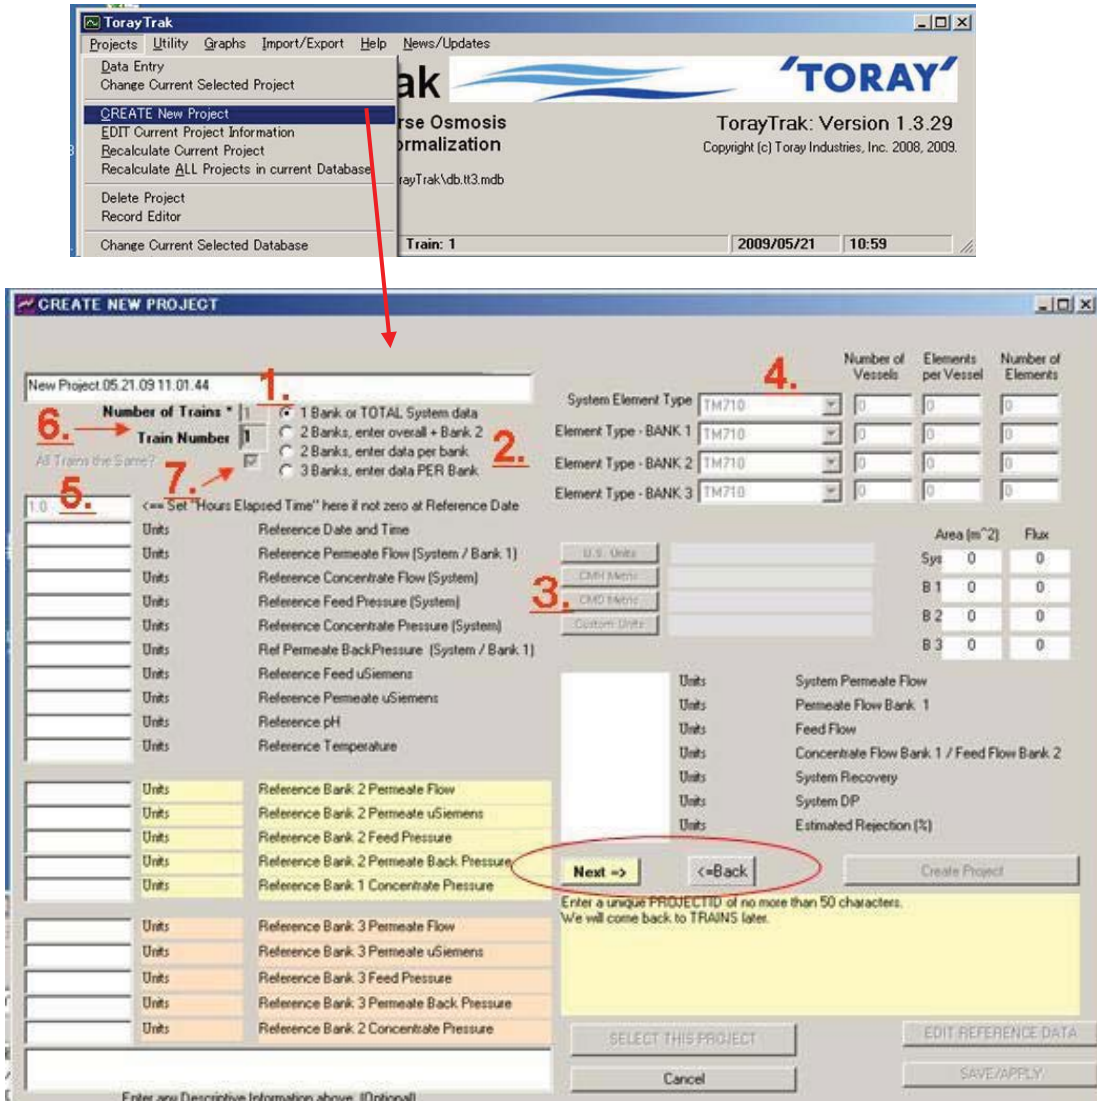 TorayTrak
Projects Utility Graphs Import/Export Help News/Updates
Data Entry
Change Current Selected Project
CREATE New Project
EDIT Current Project Information
Recalculate Current Project
Recalculate ALL Projects in current Database
Delete Project
Record Editor
Change Current Selected Database
ak
'TORAY'
rse Osmosis
ormalization
TorayTrak: Version 1.3.29
Copyright (c) Toray Industries, Inc. 2008, 2009.
rayTrak\db.tt3.mdb
Train: 1 2009/05/21 10:59
CREATE NEW PROJECT
New Project.05.21.09 11.01.44
1.
6.
Number of Trains * 1
Train Number 1
All Trains the Same?
7.
1 Bank or TOTAL System data
2 Banks, enter overall + Bank 2
2 Banks, enter data per bank
3 Banks, enter data PER Bank
2.
4.
Number of Vessels Elements per Vessel Number of Elements
System Element Type TM710 0 0 0
Element Type - BANK 1 TM710 0 0 0
Element Type - BANK 2 TM710 0 0 0
Element Type - BANK 3 TM710 0 0 0
5.
1.0 <== Set "Hours Elapsed Time" here if not zero at Reference Date
Units Reference Date and Time
Units Reference Permeate Flow (System / Bank 1)
Units Reference Concentrate Flow (System)
Units Reference Feed Pressure (System)
Units Reference Concentrate Pressure (System)
Units Ref Permeate BackPressure (System / Bank 1)
Units Reference Feed uSiemens
Units Reference Permeate uSiemens
Units Reference pH
Units Reference Temperature
3.
U.S. Units
CMH Metric
CMD Metric
Custom Units
Area (m^2) Flux
Sys 0 0
B 1 0 0
B 2 0 0
B 3 0 0
Units System Permeate Flow
Units Permeate Flow Bank 1
Units Feed Flow
Units Concentrate Flow Bank 1 / Feed Flow Bank 2
Units System Recovery
Units System DP
Units Estimated Rejection (%)
Units Reference Bank 2 Permeate Flow
Units Reference Bank 2 Permeate uSiemens
Units Reference Bank 2 Feed Pressure
Units Reference Bank 2 Permeate Back Pressure
Units Reference Bank 1 Concentrate Pressure
Next => <=Back Create Project
Enter a unique PROJECTID of no more than 50 characters.
We will come back to TRAINS later.
Units Reference Bank 3 Permeate Flow
Units Reference Bank 3 Permeate uSiemens
Units Reference Bank 3 Feed Pressure
Units Reference Bank 3 Permeate Back Pressure
Units Reference Bank 2 Concentrate Pressure
SELECT THIS PROJECT EDIT REFERENCE DATA
Cancel SAVE/APPLY
Enter any Descriptive Information above. (Optional)